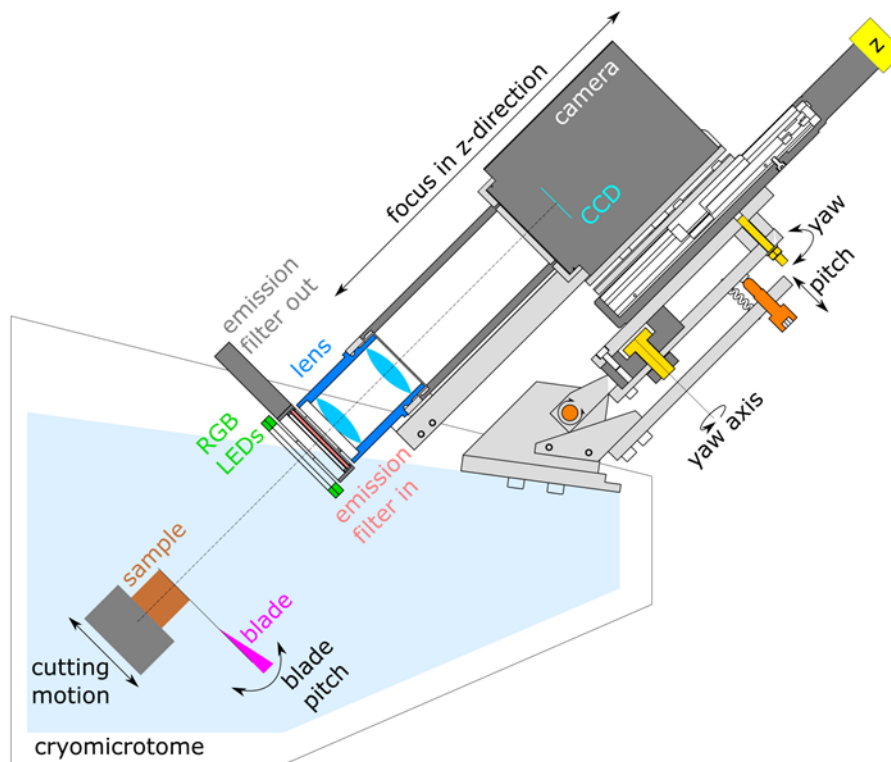 z
camera
focus in z-direction
CCD
yaw
pitch
emission
filter out
lens
RGB
LEDs
yaw axis
emission
filter in
sample
blade
cutting
motion
blade
pitch
cryomicrotome